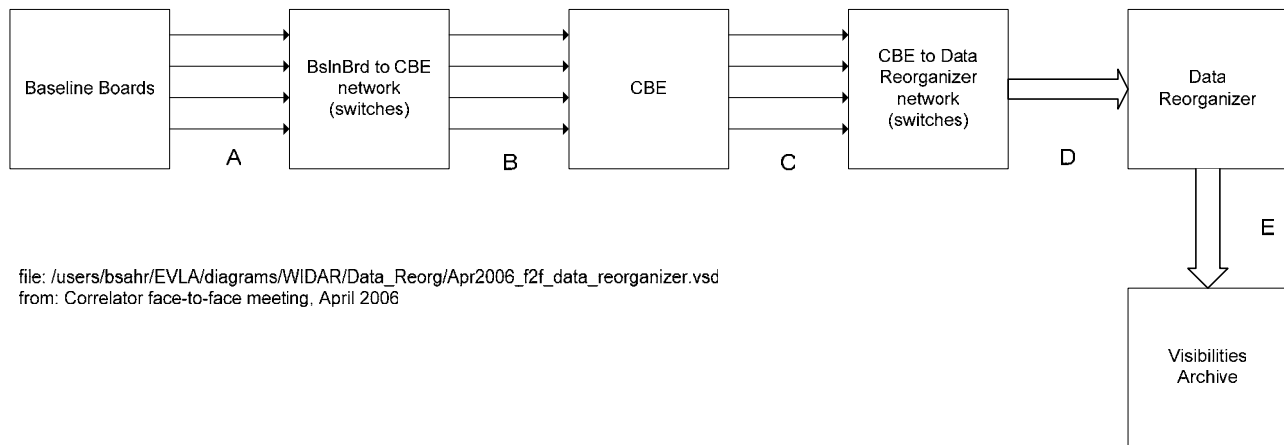 Baseline Boards
BslnBrd to CBE
network
(switches)
CBE
CBE to Data
Reorganizer
network
(switches)
Data
Reorganizer
A
B
C
D
E
file: /users/bsahr/EVLA/diagrams/WIDAR/Data_Reorg/Apr2006_f2f_data_reorganizer.vsd
from: Correlator face-to-face meeting, April 2006
Visibilities
Archive